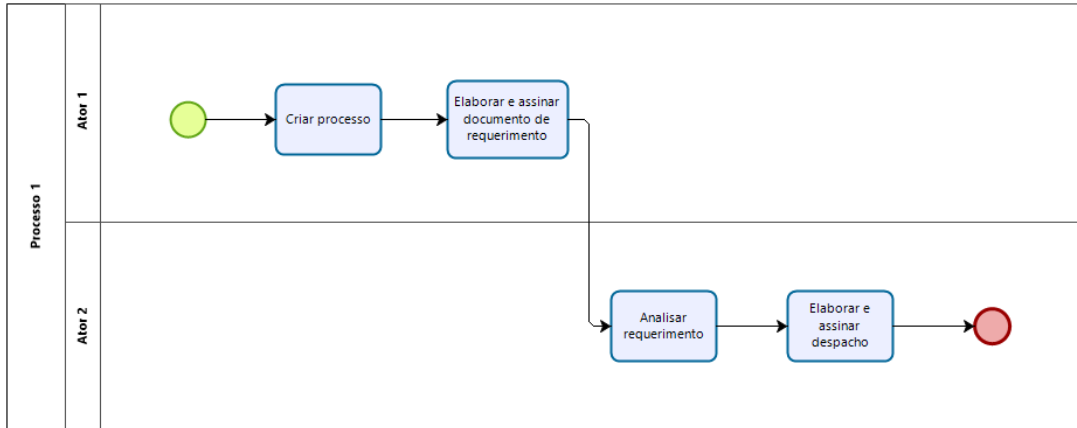 Processo 1
Ator 1
Criar processo
Elaborar e assinar
documento de
requerimento
Ator 2
Analisar
requerimento
Elaborar e
assinar
despacho